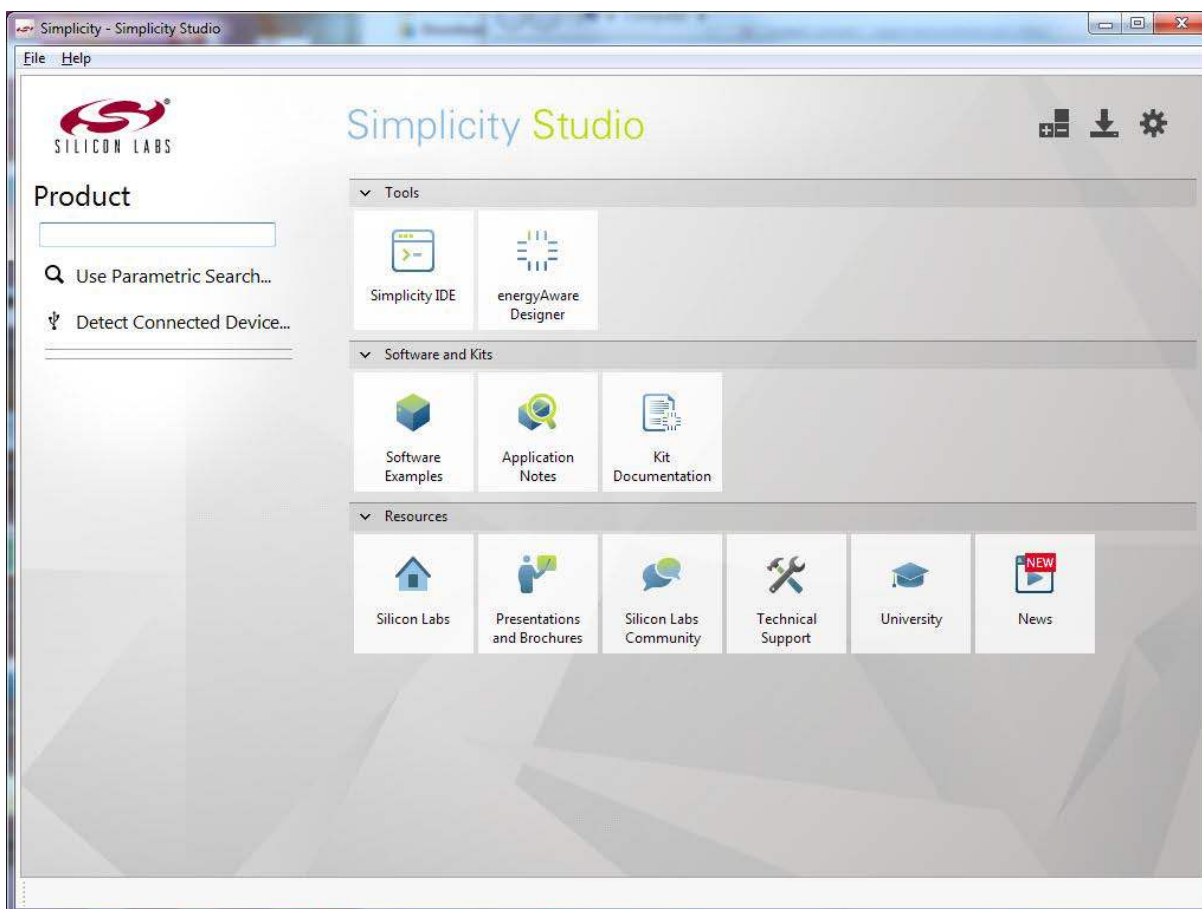 Simplicity - Simplicity Studio
File Help
SILICON LABS
Simplicity Studio
Product
Use Parametric Search...
Detect Connected Device...
Tools
Simplicity IDE
energyAware
Designer
Software and Kits
Software
Examples
Application
Notes
Kit
Documentation
Resources
Silicon Labs
Presentations
and Brochures
Silicon Labs
Community
Technical
Support
University
NEW
News